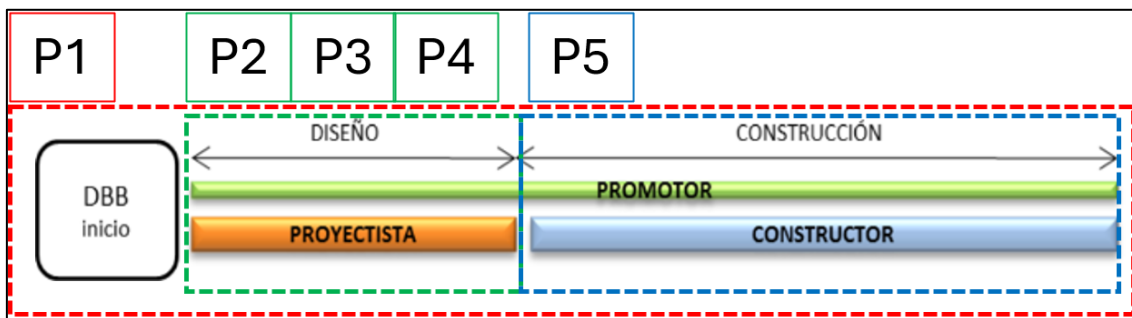 P1 P2 P3 P4 P5
DISEÑO CONSTRUCCIÓN
DBB
inicio
PROMOTOR
PROYECTISTA CONSTRUCTOR